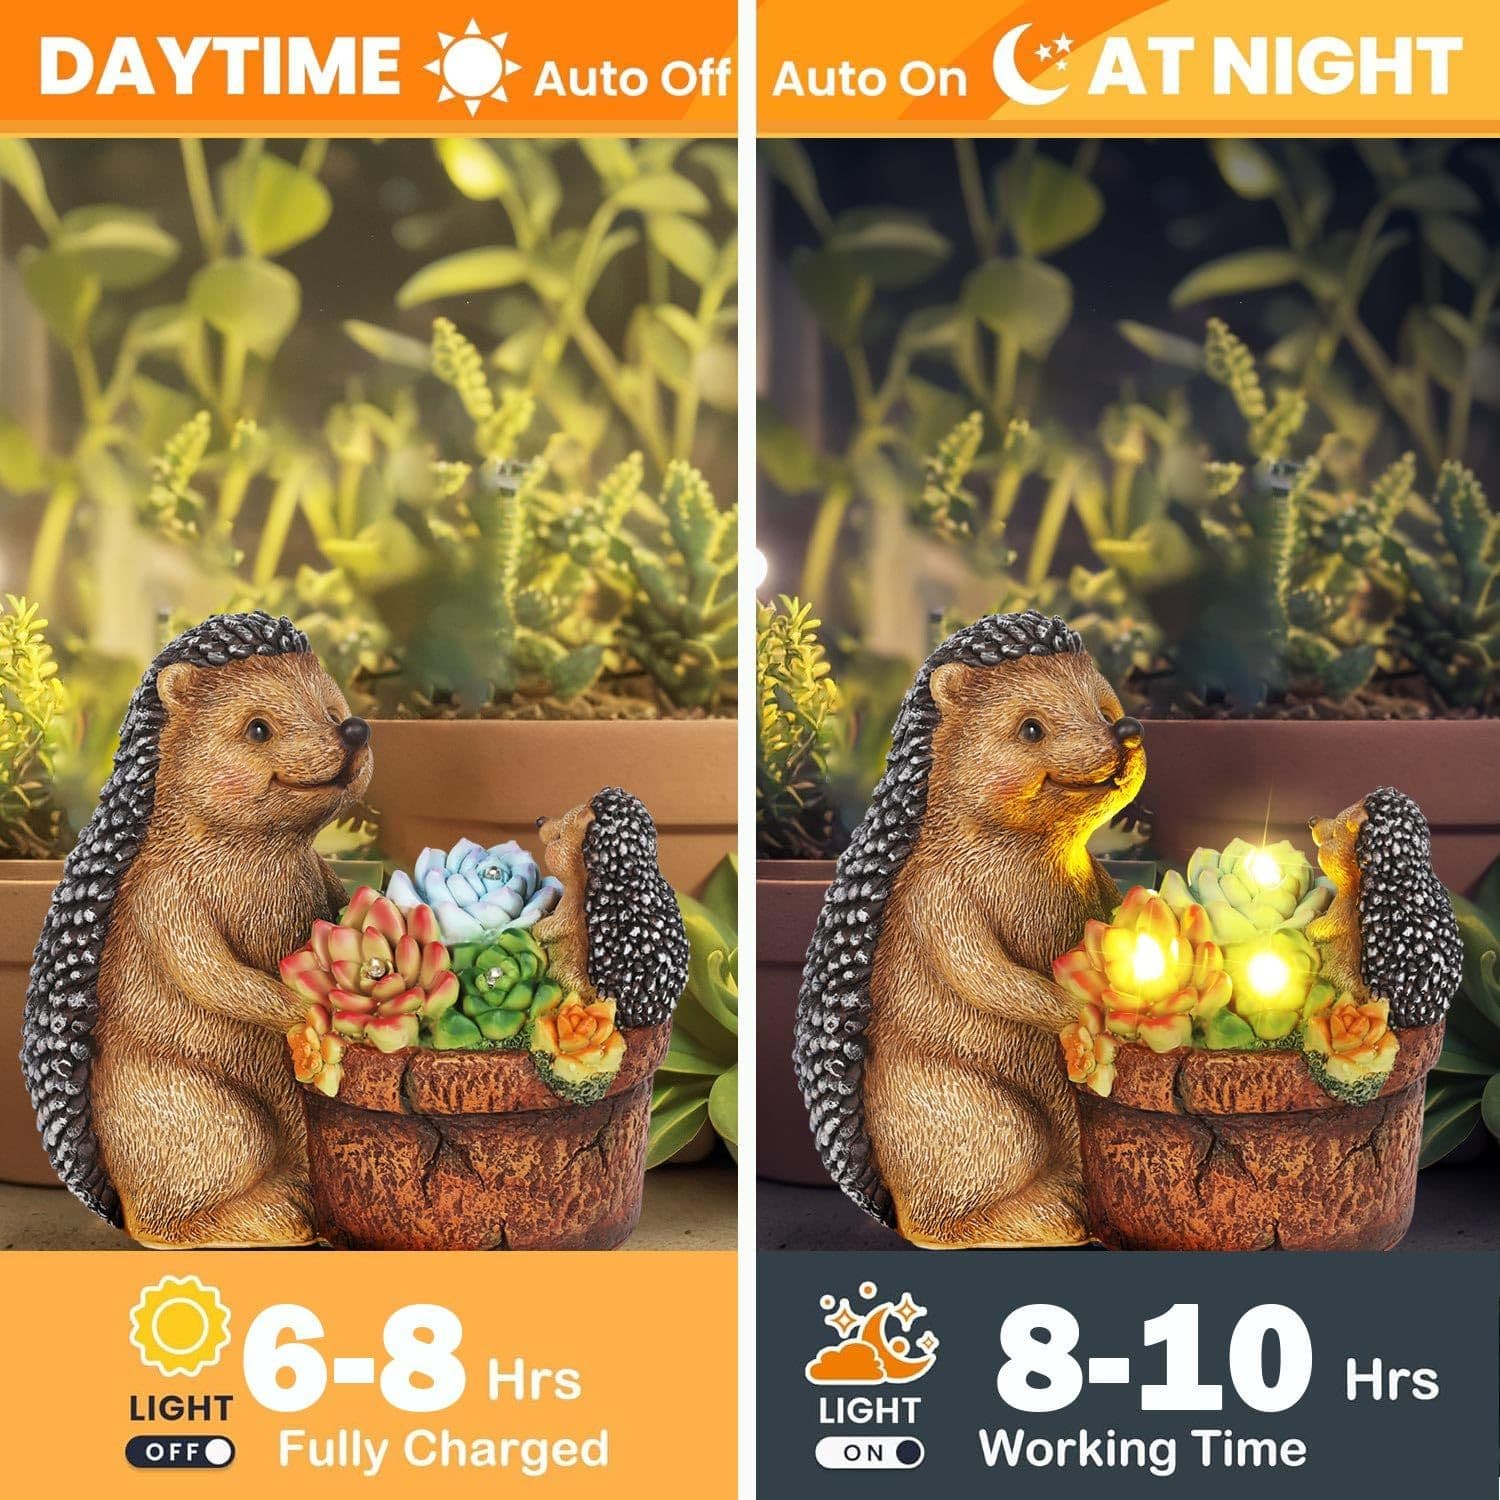 DAYTIME Auto Off
Auto On AT NIGHT
LIGHT
OFF
6-8 Hrs
Fully Charged
LIGHT
ON
8-10 Hrs
Working Time